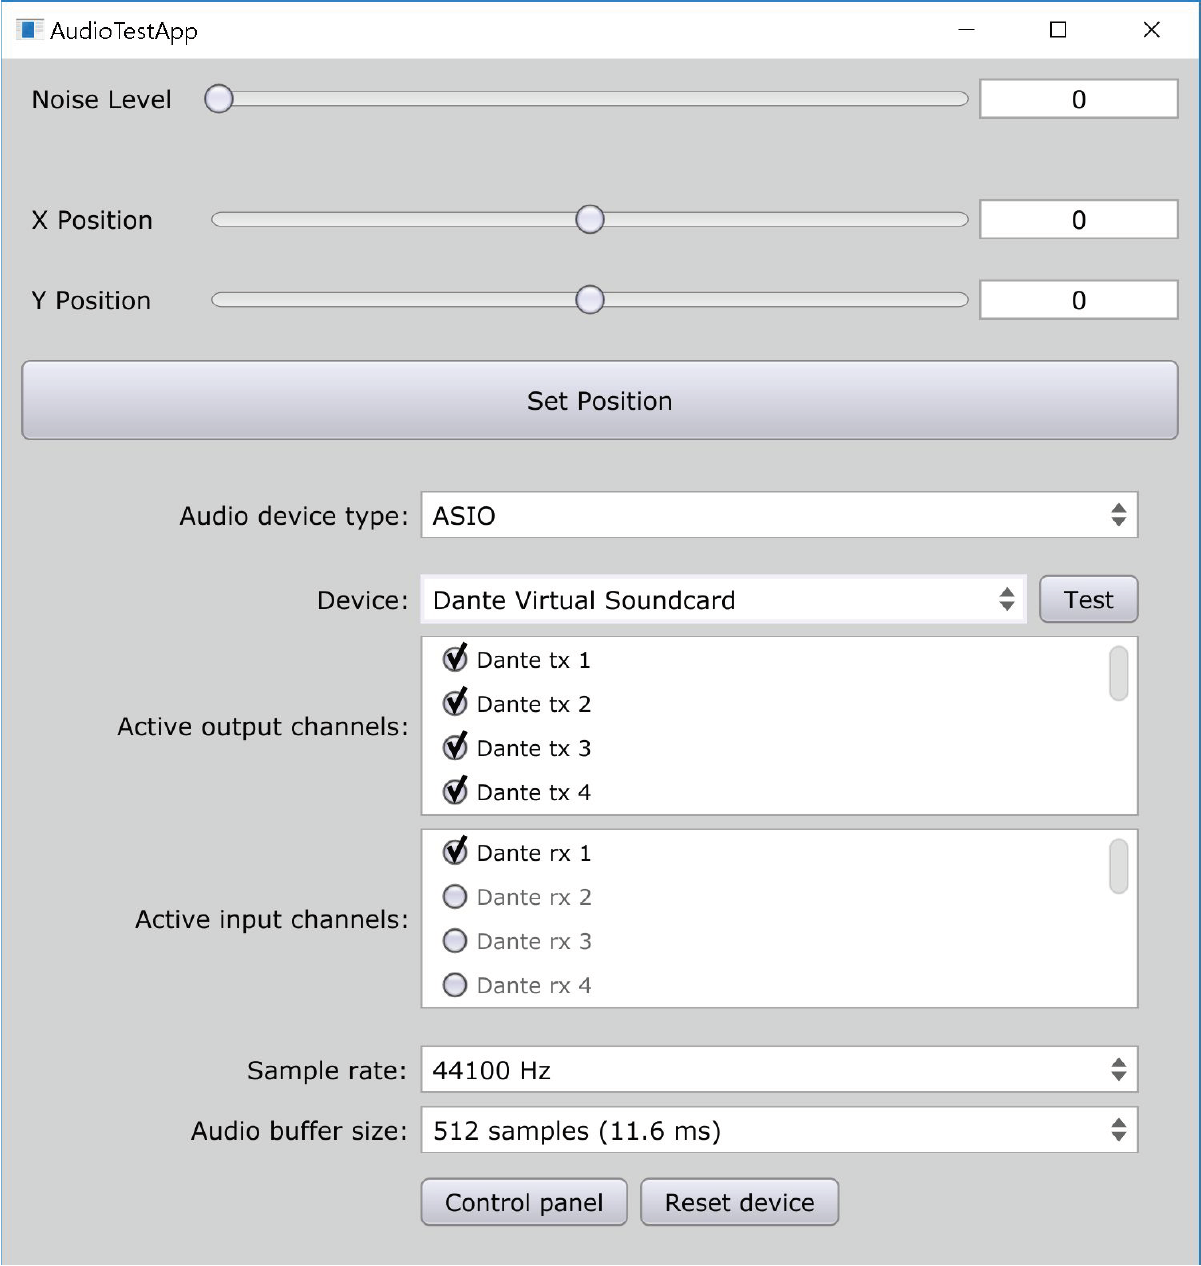 AudioTestApp
Noise Level 0
X Position 0
Y Position 0
Set Position
Audio device type: ASIO
Device: Dante Virtual Soundcard Test
Active output channels:
Dante tx 1
Dante tx 2
Dante tx 3
Dante tx 4
Active input channels:
Dante rx 1
Dante rx 2
Dante rx 3
Dante rx 4
Sample rate: 44100 Hz
Audio buffer size: 512 samples (11.6 ms)
Control panel Reset device